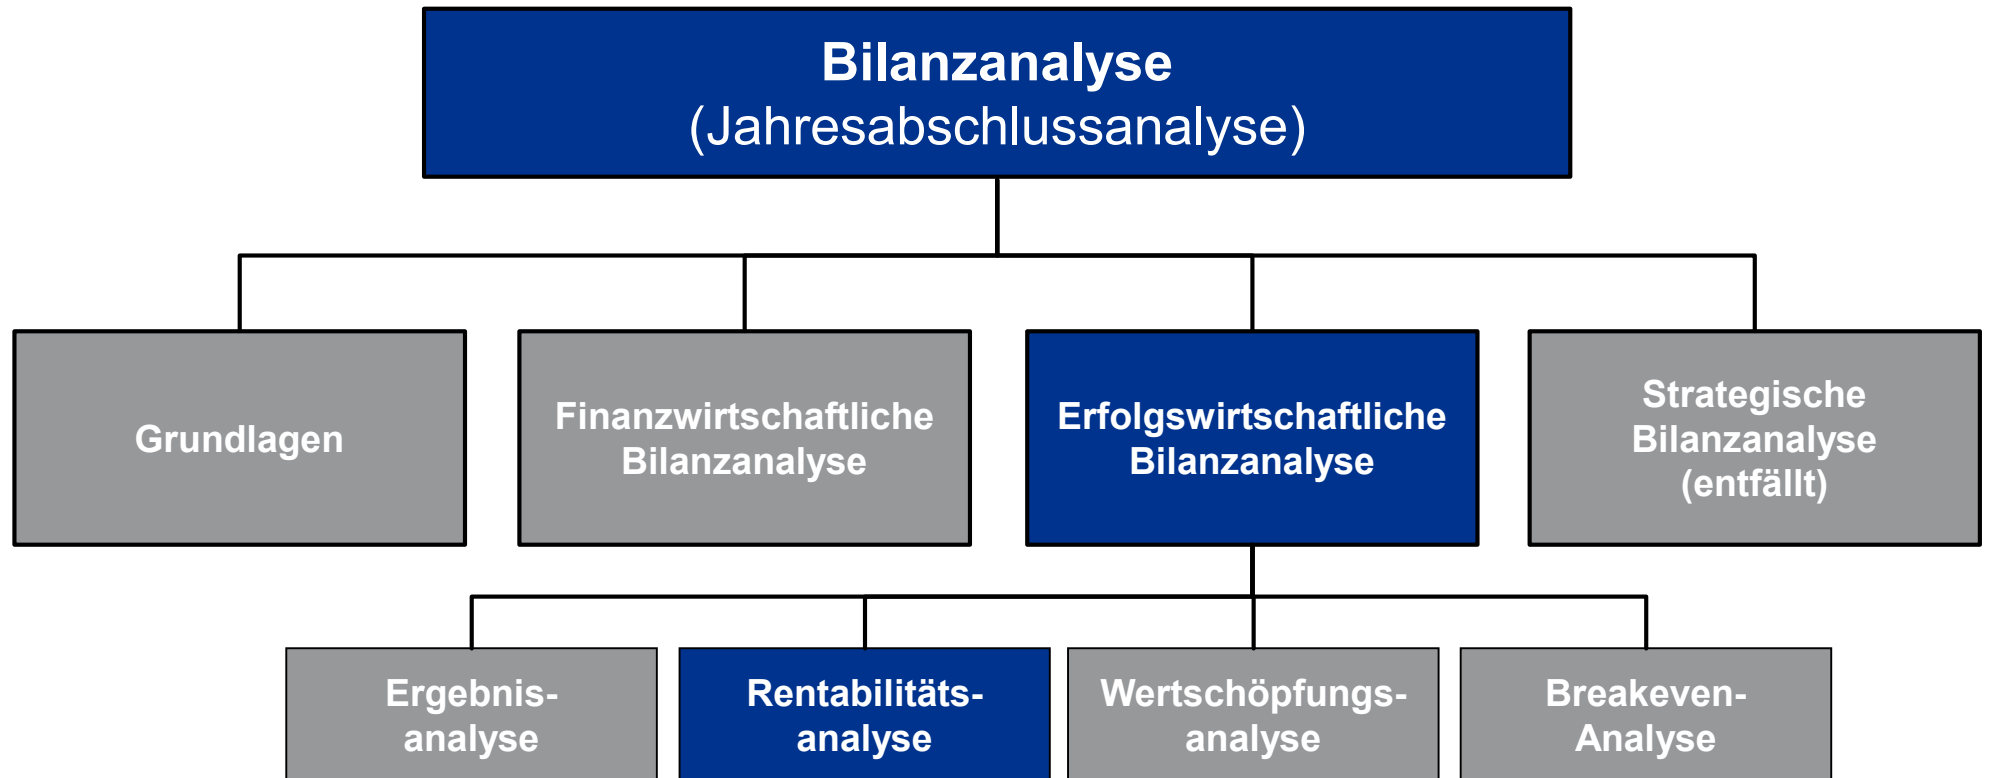 Bilanzanalyse
(Jahresabschlussanalyse)
Grundlagen
Finanzwirtschaftliche
Bilanzanalyse
Erfolgswirtschaftliche
Bilanzanalyse
Strategische
Bilanzanalyse
(entfällt)
Ergebnis-
analyse
Rentabilitäts-
analyse
Wertschöpfungs-
analyse
Breakeven-
Analyse